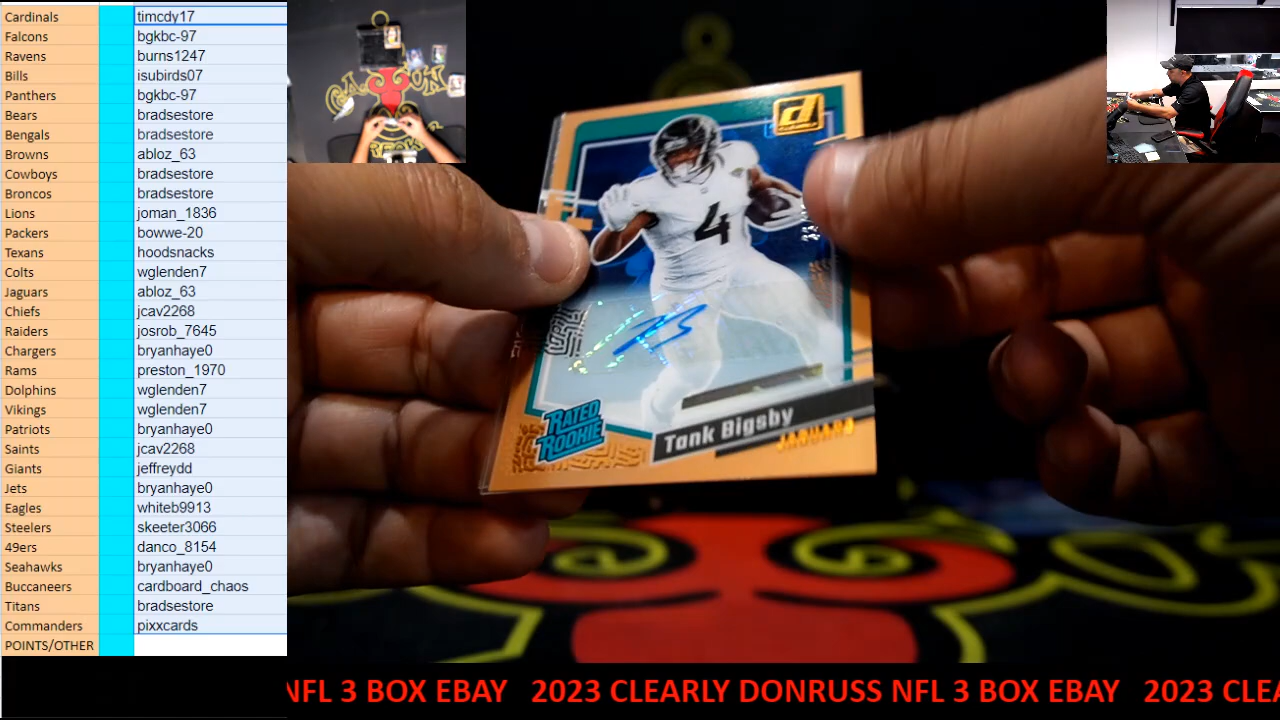 Cardinals timcdy17
Falcons bgkbc-97
Ravens burns1247
Bills isubirds07
Panthers bgkbc-97
Bears bradsestore
Bengals bradsestore
Browns abloz_63
Cowboys bradsestore
Broncos bradsestore
Lions joman_1836
Packers bowwe-20
Texans hoodsnacks
Colts wglenden7
Jaguars abloz_63
Chiefs jcav2268
Raiders josrob_7645
Chargers bryanhaye0
Rams preston_1970
Dolphins wglenden7
Vikings wglenden7
Patriots bryanhaye0
Saints jcav2268
Giants jeffreydd
Jets bryanhaye0
Eagles whiteb9913
Steelers skeeter3066
49ers danco_8154
Seahawks bryanhaye0
Buccaneers cardboard_chaos
Titans bradsestore
Commanders pixxcards
POINTS/OTHER
4
RATED
ROOKIE
Tank Bigsby
JAGUARS
NFL 3 BOX EBAY 2023 CLEARLY DONRUSS NFL 3 BOX EBAY 2023 CLEA